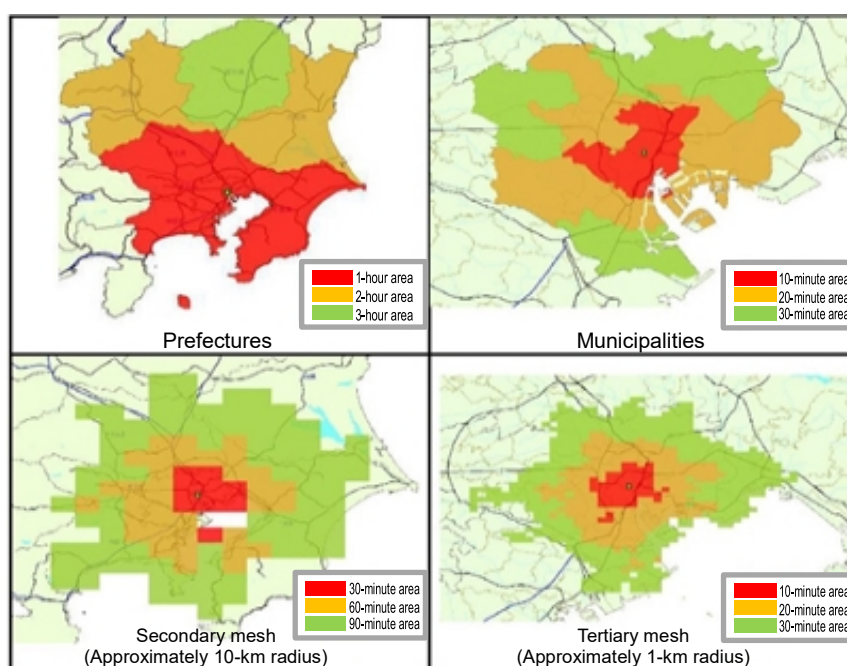 1-hour area
2-hour area
3-hour area
Prefectures
10-minute area
20-minute area
30-minute area
Municipalities
30-minute area
60-minute area
90-minute area
Secondary mesh
(Approximately 10-km radius)
10-minute area
20-minute area
30-minute area
Tertiary mesh
(Approximately 1-km radius)